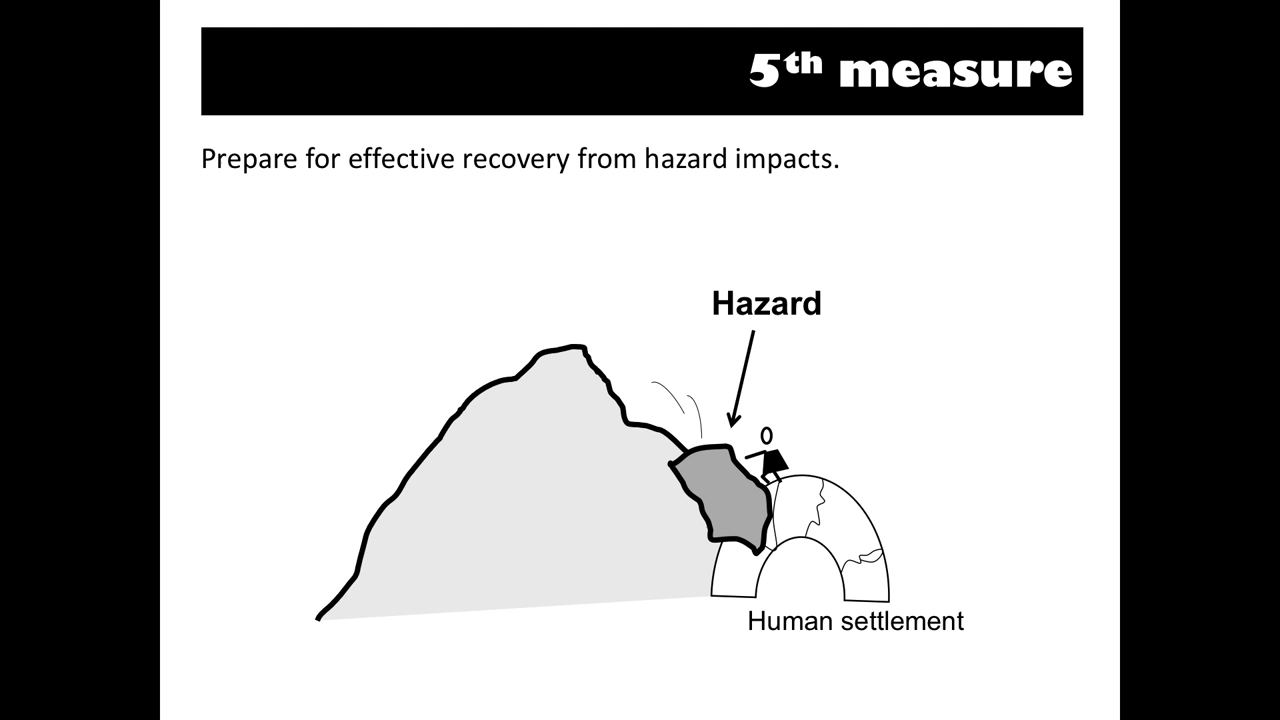 5th measure
Prepare for effective recovery from hazard impacts.
Hazard
Human settlement